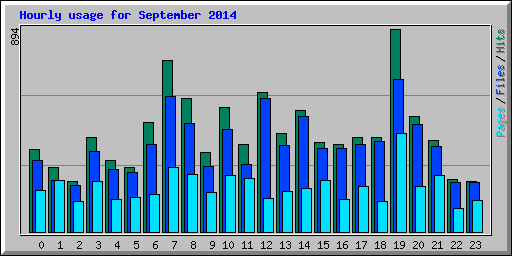 Hourly usage for September 2014
894
Pages / Files / Hits
0 1 2 3 4 5 6 7 8 9 10 11 12 13 14 15 16 17 18 19 20 21 22 23